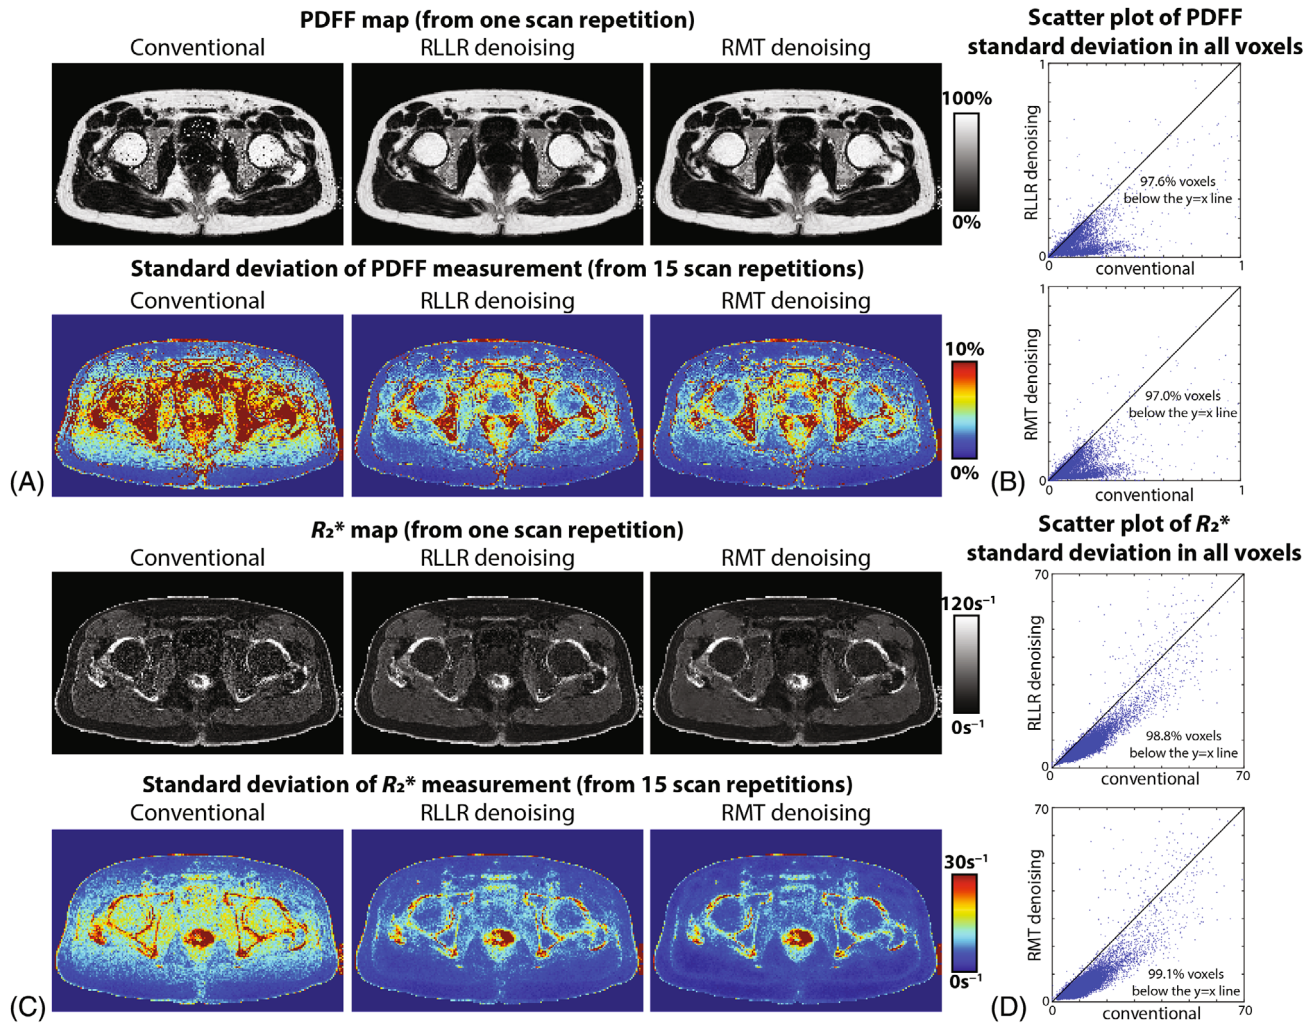 PDFF map (from one scan repetition)
Conventional
RLLR denoising
RMT denoising
100%
0%
Standard deviation of PDFF measurement (from 15 scan repetitions)
Conventional
RLLR denoising
RMT denoising
10%
0%
(A)
Scatter plot of PDFF
standard deviation in all voxels
1
RLLR denoising
97.6% voxels
below the y=x line
0
0
conventional
1
1
RMT denoising
97.0% voxels
below the y=x line
0
0
conventional
1
(B)
R₂* map (from one scan repetition)
Conventional
RLLR denoising
RMT denoising
120s⁻¹
0s⁻¹
Standard deviation of R₂* measurement (from 15 scan repetitions)
Conventional
RLLR denoising
RMT denoising
30s⁻¹
0s⁻¹
(C)
Scatter plot of R₂*
standard deviation in all voxels
70
RLLR denoising
98.8% voxels
below the y=x line
0
0
conventional
70
70
RMT denoising
99.1% voxels
below the y=x line
0
0
conventional
70
(D)